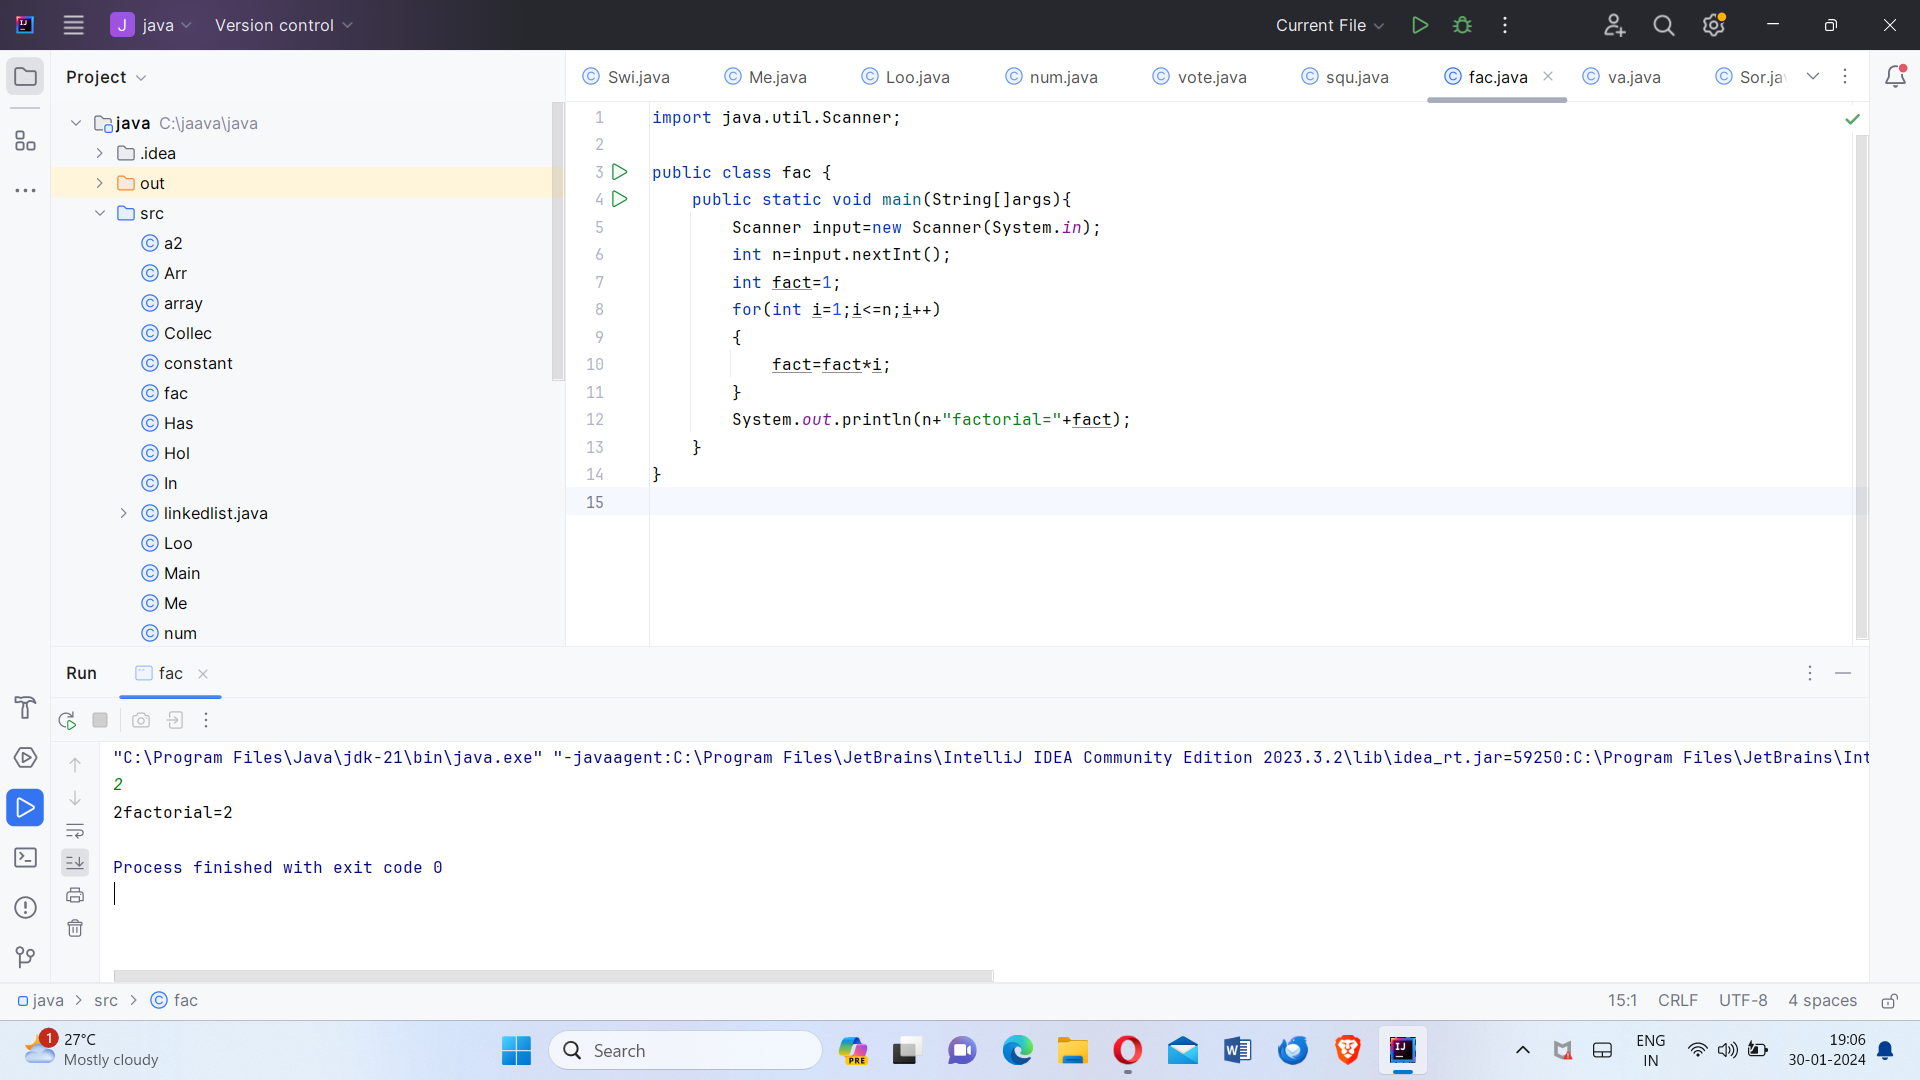 J java Version control Current File
Project
Swi.java Me.java Loo.java num.java vote.java squ.java fac.java va.java Sor.ja
java C:\jaava\java
.idea
out
src
a2
Arr
array
Collec
constant
fac
Has
Hol
In
linkedlist.java
Loo
Main
Me
num
1 import java.util.Scanner;
2
3 public class fac {
4 public static void main(String[]args){
5 Scanner input=new Scanner(System.in);
6 int n=input.nextInt();
7 int fact=1;
8 for(int i=1;i<=n;i++)
9 {
10 fact=fact*i;
11 }
12 System.out.println(n+"factorial="+fact);
13 }
14 }
15
Run fac
"C:\Program Files\Java\jdk-21\bin\java.exe" "-javaagent:C:\Program Files\JetBrains\IntelliJ IDEA Community Edition 2023.3.2\lib\idea_rt.jar=59250:C:\Program Files\JetBrains\Int
2
2factorial=2
Process finished with exit code 0
java > src > fac 15:1 CRLF UTF-8 4 spaces
1 27°C
Mostly cloudy
Search
PRE
ENG
IN
19:06
30-01-2024